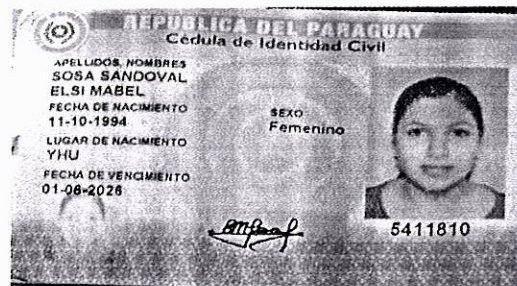 REPUBLICA DEL PARAGUAY
Cédula de Identidad Civil
APELLIDOS, NOMBRES
SOSA SANDOVAL
ELSI MABEL
FECHA DE NACIMIENTO
11-10-1994
SEXO
Femenino
LUGAR DE NACIMIENTO
YHU
FECHA DE VENCIMIENTO
01-06-2026
5411810